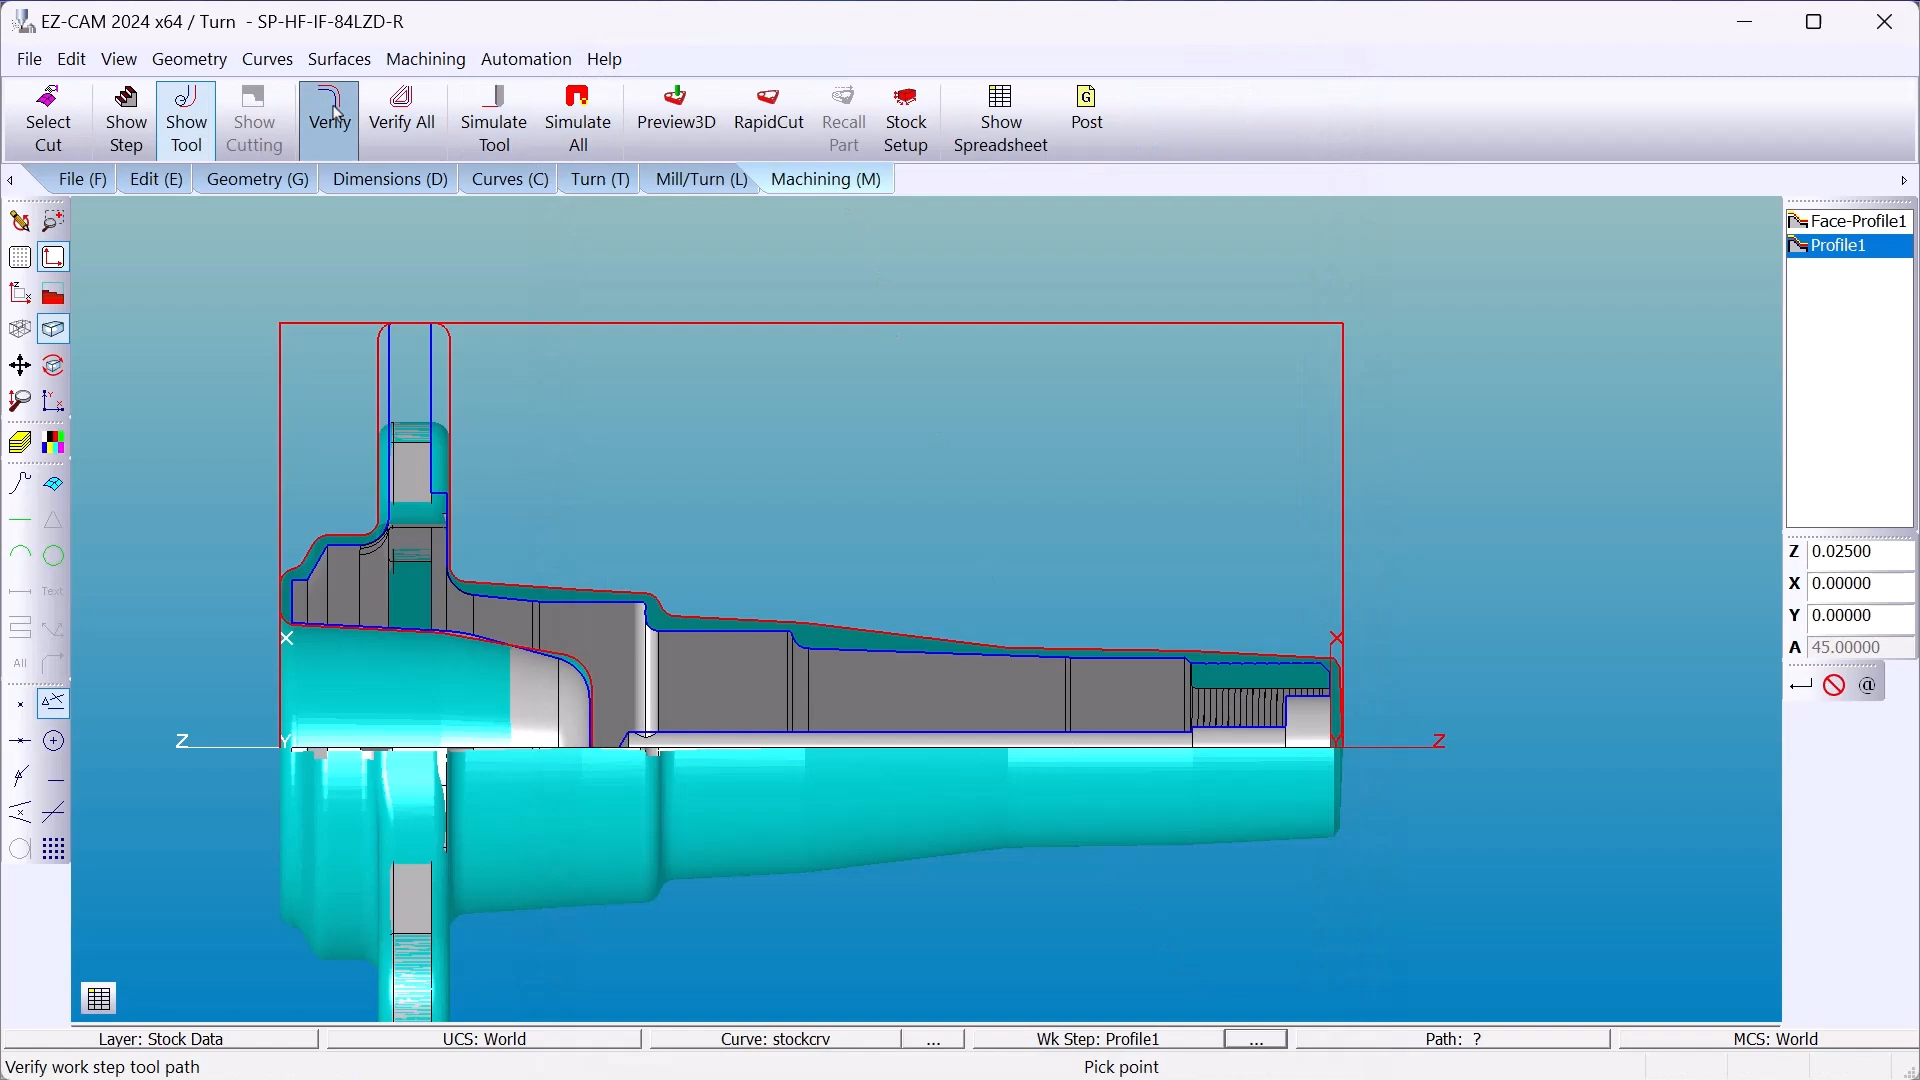 EZ-CAM 2024 x64 / Turn - SP-HF-IF-84LZD-R
File Edit View Geometry Curves Surfaces Machining Automation Help
Select Cut
Show Step
Show Tool
Show Cutting
Verify
Verify All
Simulate Tool
Simulate All
Preview3D
RapidCut
Recall Part
Stock Setup
Show Spreadsheet
G
Post
File (F) Edit (E) Geometry (G) Dimensions (D) Curves (C) Turn (T) Mill/Turn (L) Machining (M)
Face-Profile1
Profile1
Z 0.02500
X 0.00000
Y 0.00000
A 45.00000
@
Text
All
X
X
Z
Y
Y
Z
Layer: Stock Data UCS: World Curve: stockcrv ... Wk Step: Profile1 ... Path: ? MCS: World
Verify work step tool path Pick point